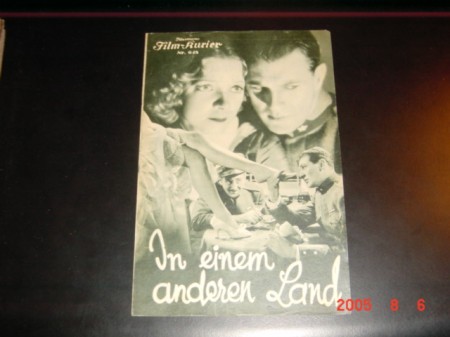 Film-Kurier
In einem
anderen Land
2005 8 6